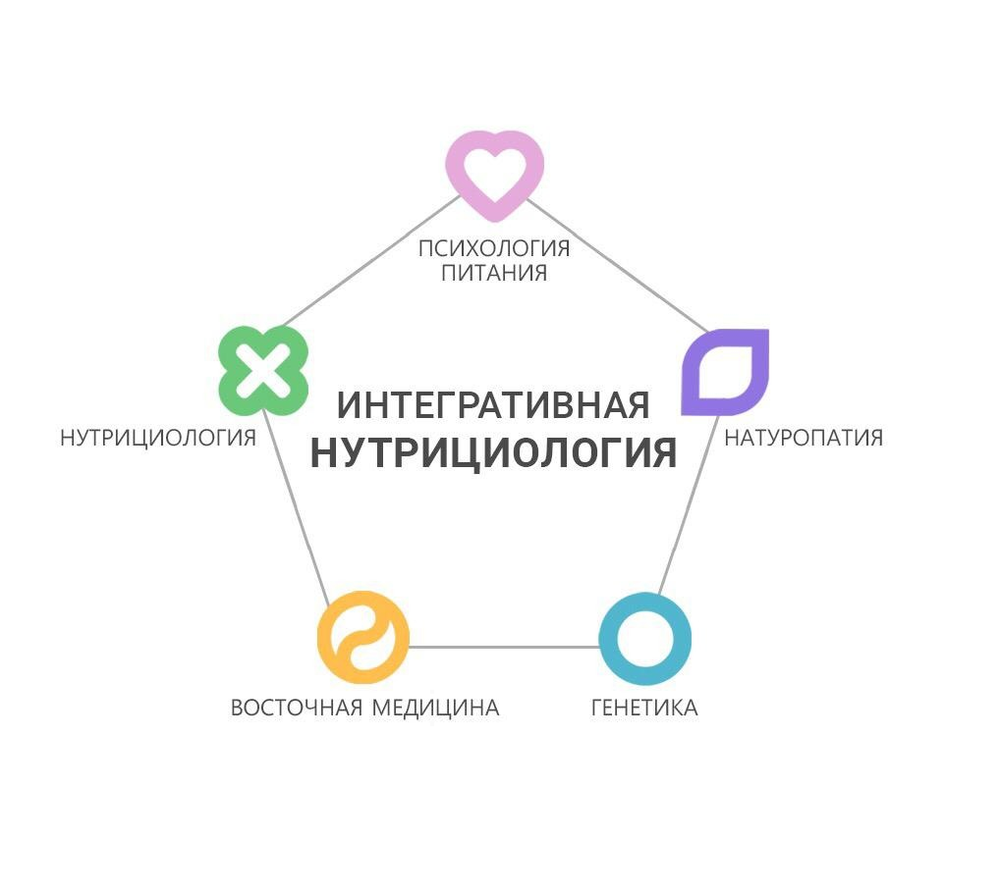 ПСИХОЛОГИЯ
ПИТАНИЯ
ИНТЕГРАТИВНАЯ
НУТРИЦИОЛОГИЯ
НУТРИЦИОЛОГИЯ
НАТУРОПАТИЯ
ВОСТОЧНАЯ МЕДИЦИНА
ГЕНЕТИКА